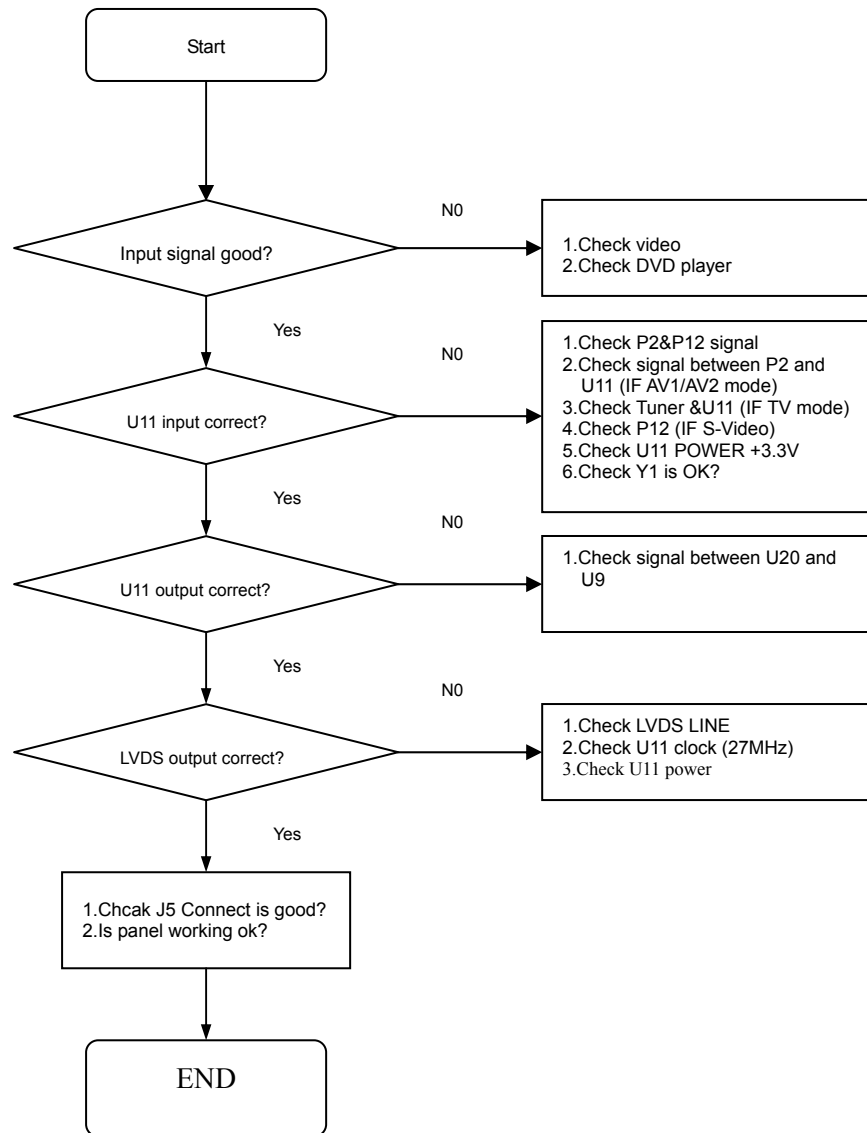 Start
N0
Input signal good?
1.Check video
2.Check DVD player
Yes
N0
U11 input correct?
1.Check P2&P12 signal
2.Check signal between P2 and
U11 (IF AV1/AV2 mode)
3.Check Tuner &U11 (IF TV mode)
4.Check P12 (IF S-Video)
5.Check U11 POWER +3.3V
6.Check Y1 is OK?
Yes
N0
U11 output correct?
1.Check signal between U20 and
U9
Yes
N0
LVDS output correct?
1.Check LVDS LINE
2.Check U11 clock (27MHz)
3.Check U11 power
Yes
1.Chcak J5 Connect is good?
2.Is panel working ok?
END